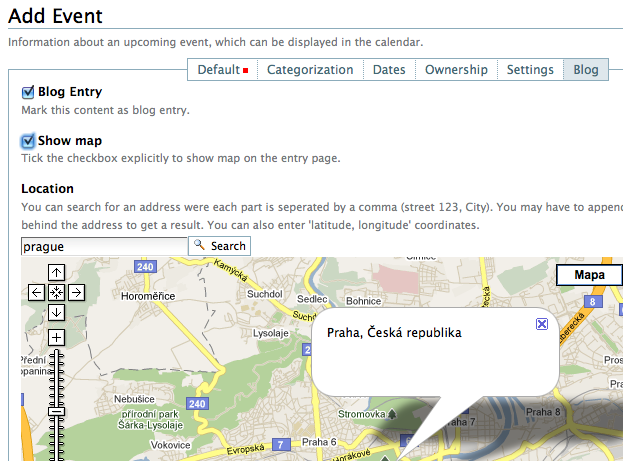 Add Event
Information about an upcoming event, which can be displayed in the calendar.
Default Categorization Dates Ownership Settings Blog
Blog Entry
Mark this content as blog entry.
Show map
Tick the checkbox explicitly to show map on the entry page.
Location
You can search for an address were each part is seperated by a comma (street 123, City). You may have to append
behind the address to get a result. You can also enter 'latitude, longitude' coordinates.
prague Search
Kamýcká
240
Mapa
Horoměřice
Suchdol
Sedlec
Bohnice
8
Suchd
Lysolaje
Praha, Česká republika
Nebušice
240
přírodní park
Šárka-Lysolaje
Stromovka
Praha 8
Praha 7
Vokovice
Evropská
7
Praha 6
Horákové